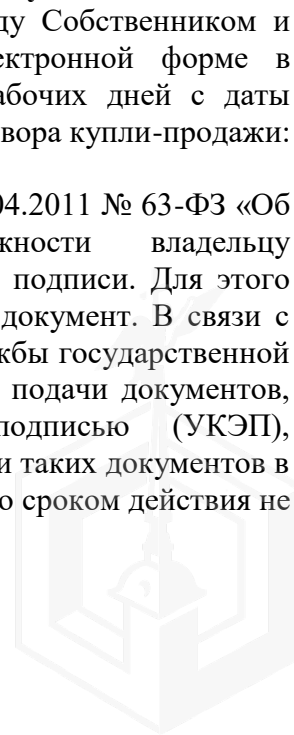 ду Собственником и
ектронной форме в
абочих дней с даты
вора купли-продажи:
04.2011 № 63-ФЗ «Об
жности владельцу
подписи. Для этого
документ. В связи с
жбы государственной
подачи документов,
подписью (УКЭП),
и таких документов в
о сроком действия не